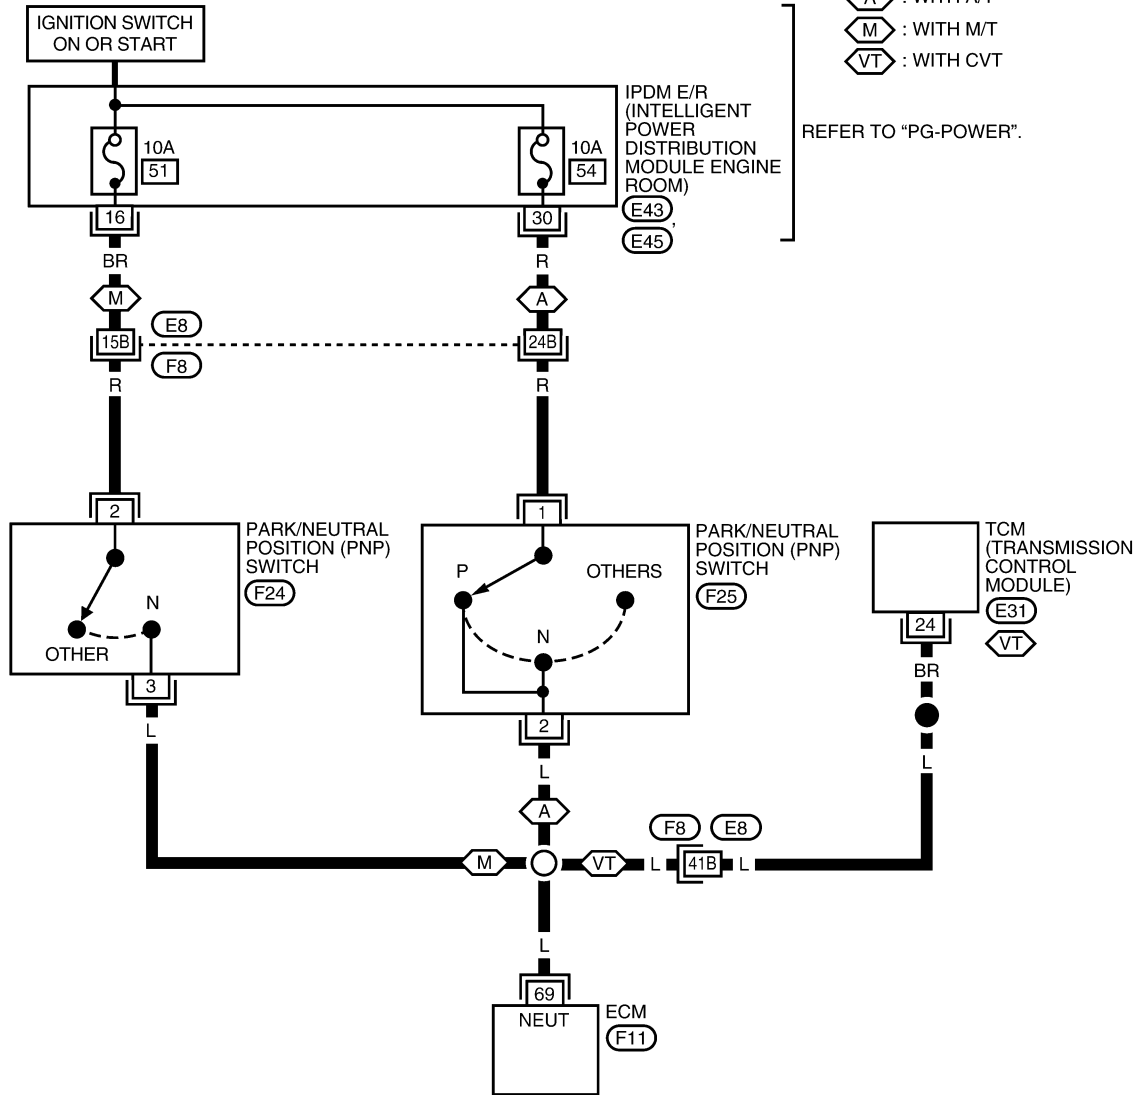 IGNITION SWITCH
ON OR START
: WITH M/T
M
: WITH CVT
VT
IPDM E/R
(INTELLIGENT
POWER
DISTRIBUTION
MODULE ENGINE
ROOM)
E43
,
E45
REFER TO “PG-POWER”.
10A
51
10A
54
16
30
BR
R
M
A
E8
15B
24B
F8
R
R
2
1
PARK/NEUTRAL
POSITION (PNP)
SWITCH
F24
N
OTHER
3
L
PARK/NEUTRAL
POSITION (PNP)
SWITCH
F25
P
OTHERS
N
2
L
A
TCM
(TRANSMISSION
CONTROL
MODULE)
E31
VT
24
BR
L
F8
E8
M
VT
L
41B
L
L
69
NEUT
ECM
F11